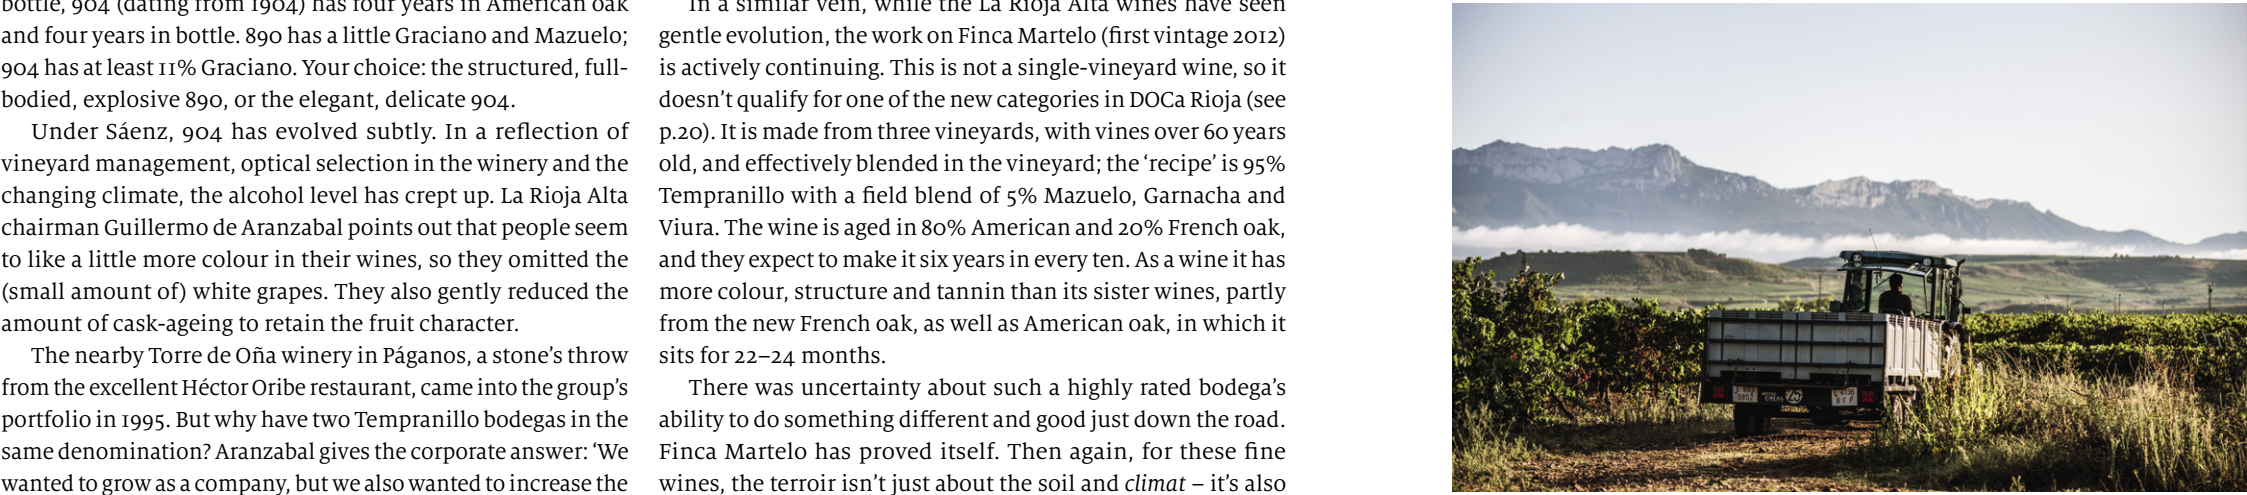 bottle, 904 (dating from 1904) has four years in American oak
and four years in bottle. 890 has a little Graciano and Mazuelo;
904 has at least 11% Graciano. Your choice: the structured, full-
bodied, explosive 890, or the elegant, delicate 904.
Under Sáenz, 904 has evolved subtly. In a reflection of
vineyard management, optical selection in the winery and the
changing climate, the alcohol level has crept up. La Rioja Alta
chairman Guillermo de Aranzabal points out that people seem
to like a little more colour in their wines, so they omitted the
(small amount of) white grapes. They also gently reduced the
amount of cask-ageing to retain the fruit character.
The nearby Torre de Oña winery in Páganos, a stone’s throw
from the excellent Héctor Oribe restaurant, came into the group’s
portfolio in 1995. But why have two Tempranillo bodegas in the
same denomination? Aranzabal gives the corporate answer: ‘We
wanted to grow as a company, but we also wanted to increase the
In a similar vein, while the La Rioja Alta wines have seen
gentle evolution, the work on Finca Martelo (first vintage 2012)
is actively continuing. This is not a single-vineyard wine, so it
doesn’t qualify for one of the new categories in DOCa Rioja (see
p.20). It is made from three vineyards, with vines over 60 years
old, and effectively blended in the vineyard; the ‘recipe’ is 95%
Tempranillo with a field blend of 5% Mazuelo, Garnacha and
Viura. The wine is aged in 80% American and 20% French oak,
and they expect to make it six years in every ten. As a wine it has
more colour, structure and tannin than its sister wines, partly
from the new French oak, as well as American oak, in which it
sits for 22–24 months.
There was uncertainty about such a highly rated bodega’s
ability to do something different and good just down the road.
Finca Martelo has proved itself. Then again, for these fine
wines, the terroir isn’t just about the soil and climat – it’s also
25